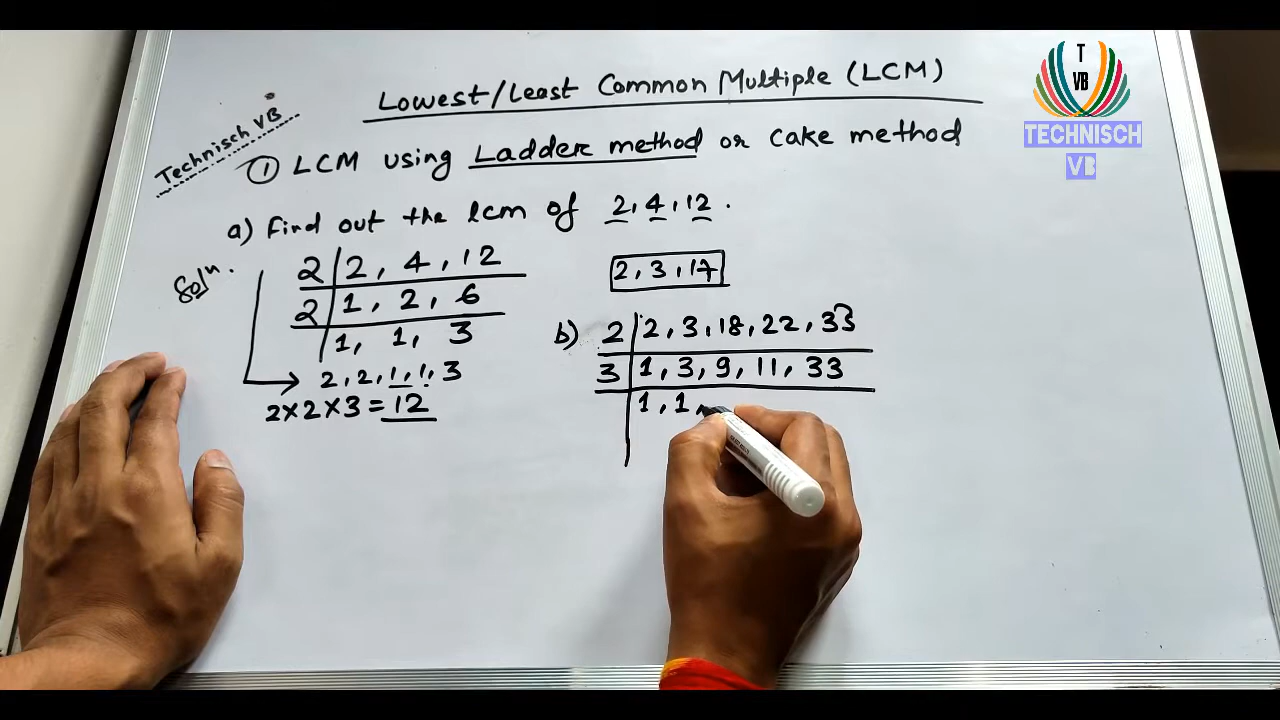 Lowest/Least Common Multiple (LCM)
Technisch VB
① LCM using Ladder method or cake method
a) Find out the lcm of 2, 4, 12.
Solⁿ.
2 | 2, 4, 12
2 | 1, 2, 6
1, 1, 3
2, 2, 1, 1, 3
2×2×3=12
2, 3, 17
b) 2 | 2, 3, 18, 22, 33
3 | 1, 3, 9, 11, 33
1, 1,
T
VB
TECHNISCH
VB